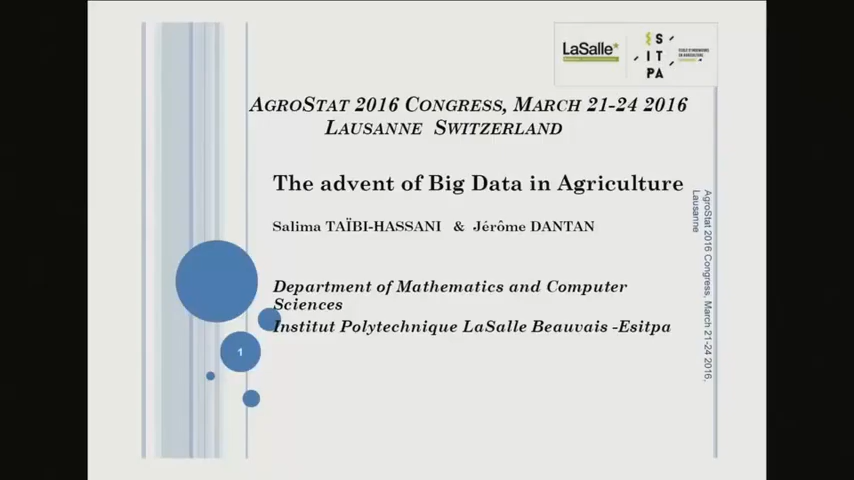 LaSalle
S
I T
PA
AGROSTAT 2016 CONGRESS, MARCH 21-24 2016
LAUSANNE SWITZERLAND
The advent of Big Data in Agriculture
Salima TAÏBI-HASSANI & Jérôme DANTAN
Department of Mathematics and Computer
Sciences
Institut Polytechnique LaSalle Beauvais -Esitpa
1
AgroStat 2016 Congress, March 21-24 2016,
Lausanne